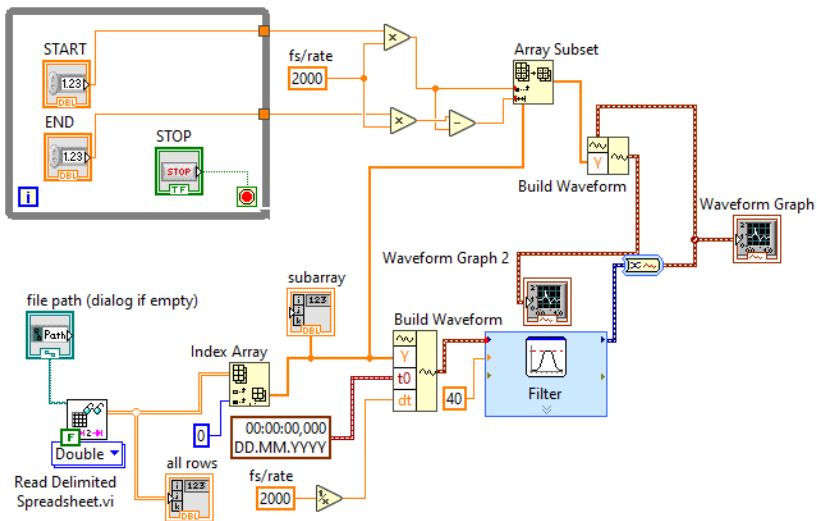 START
1.23
DBL
END
1.23
DBL
STOP
STOP
TF
i
fs/rate
2000
Array Subset
Y
Build Waveform
Waveform Graph
Waveform Graph 2
subarray
i
j
k
123
DBL
file path (dialog if empty)
Path
Index Array
0
Build Waveform
Y
t0
dt
40
Filter
00:00:00,000
DD.MM.YYYY
F
Double
Read Delimited
Spreadsheet.vi
all rows
i
j
k
123
DBL
fs/rate
2000
1/x